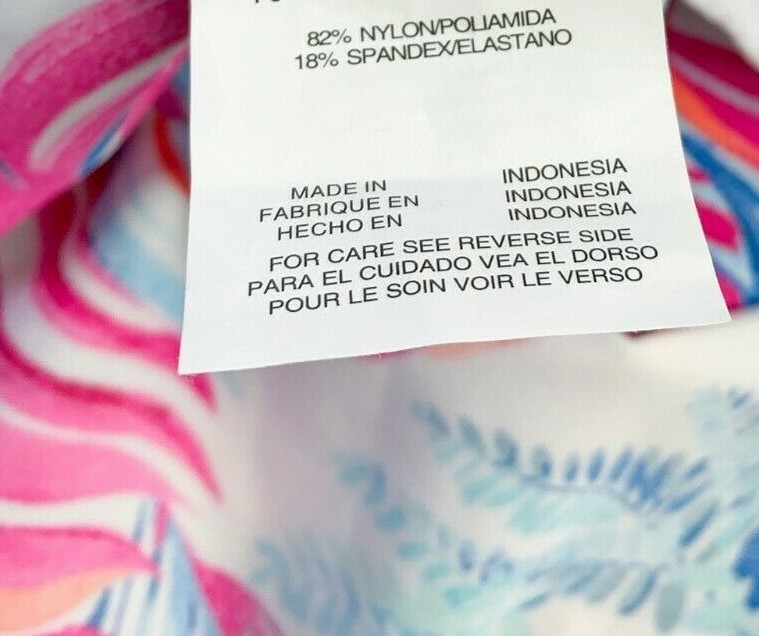 82% NYLON/POLIAMIDA
18% SPANDEX/ELASTANO
MADE IN INDONESIA
FABRIQUE EN INDONESIA
HECHO EN INDONESIA
FOR CARE SEE REVERSE SIDE
PARA EL CUIDADO VEA EL DORSO
POUR LE SOIN VOIR LE VERSO